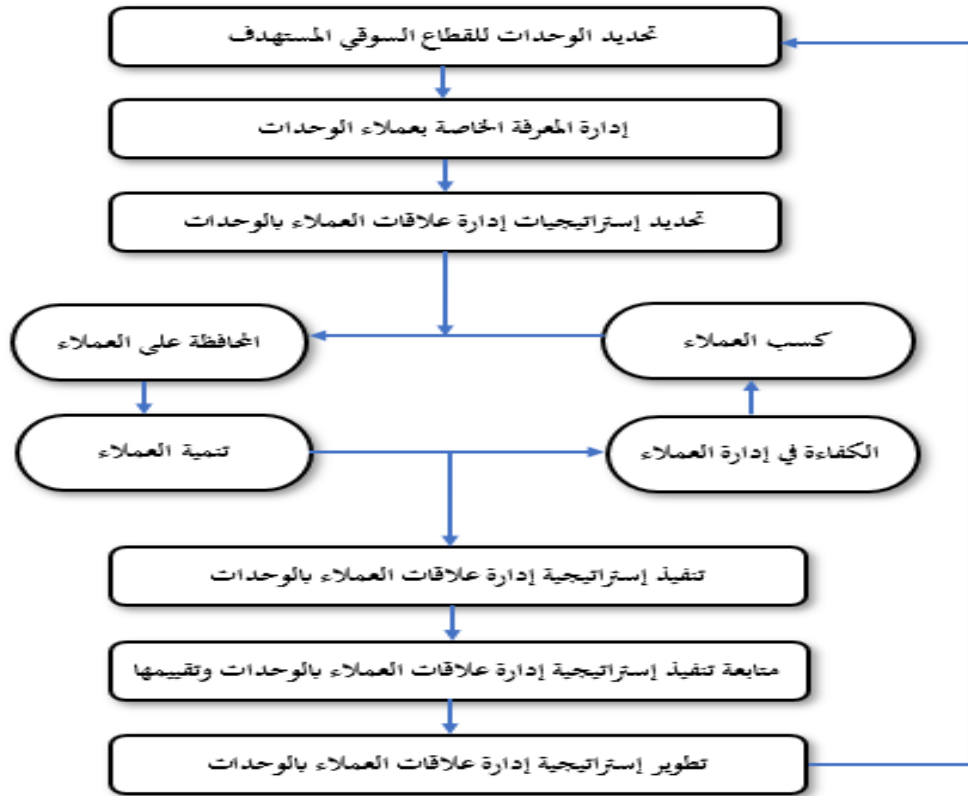 تحديد الوحدات للقطاع السوقي المستهدف
إدارة المعرفة الخاصة بعملاء الوحدات
تحديد إستراتيجيات إدارة علاقات العملاء بالوحدات
كسب العملاء
المحافظة على العملاء
الكفاءة في إدارة العملاء
تنمية العملاء
تنفيذ إستراتيجية إدارة علاقات العملاء بالوحدات
متابعة تنفيذ إستراتيجية إدارة علاقات العملاء بالوحدات وتقييمها
تطوير إستراتيجية إدارة علاقات العملاء بالوحدات